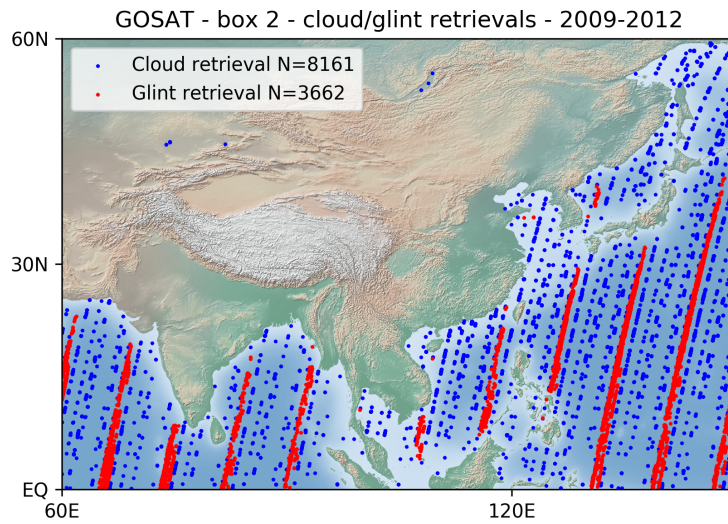 GOSAT - box 2 - cloud/glint retrievals - 2009-2012
60N
Cloud retrieval N=8161
Glint retrieval N=3662
30N
EQ
60E
120E